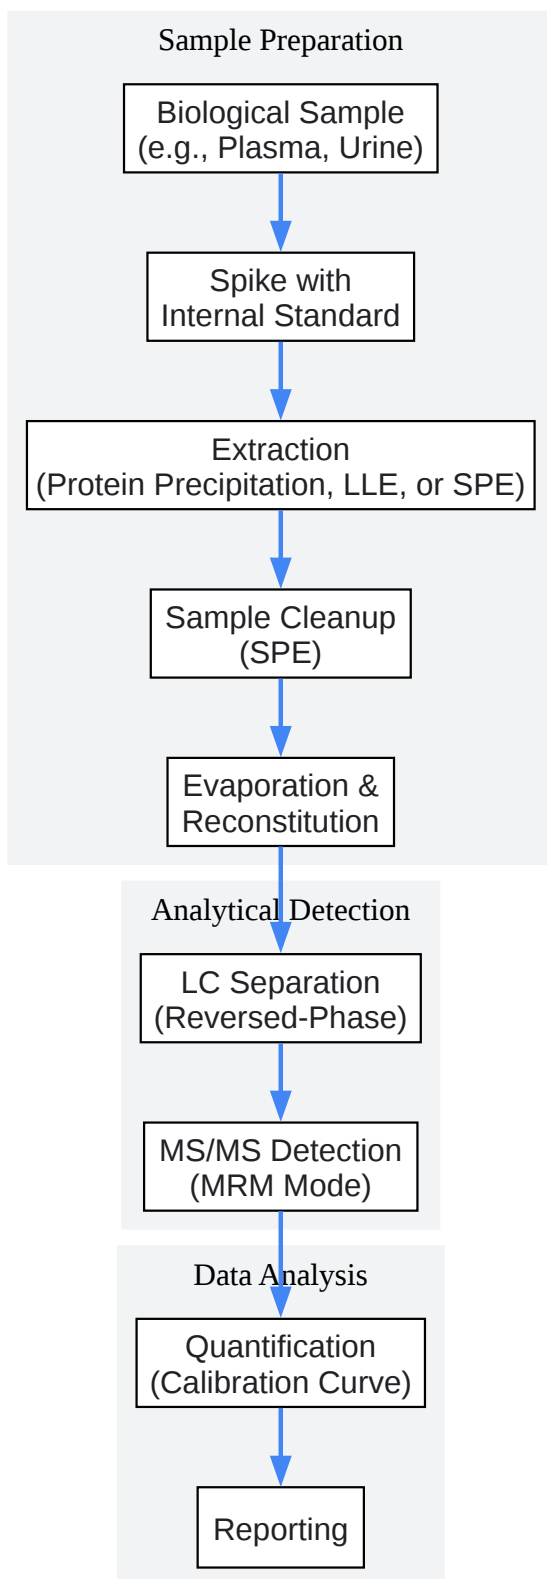 Sample Preparation
Biological Sample
(e.g., Plasma, Urine)
Spike with
Internal Standard
Extraction
(Protein Precipitation, LLE, or SPE)
Sample Cleanup
(SPE)
Evaporation &
Reconstitution
Analytical Detection
LC Separation
(Reversed-Phase)
MS/MS Detection
(MRM Mode)
Data Analysis
Quantification
(Calibration Curve)
Reporting